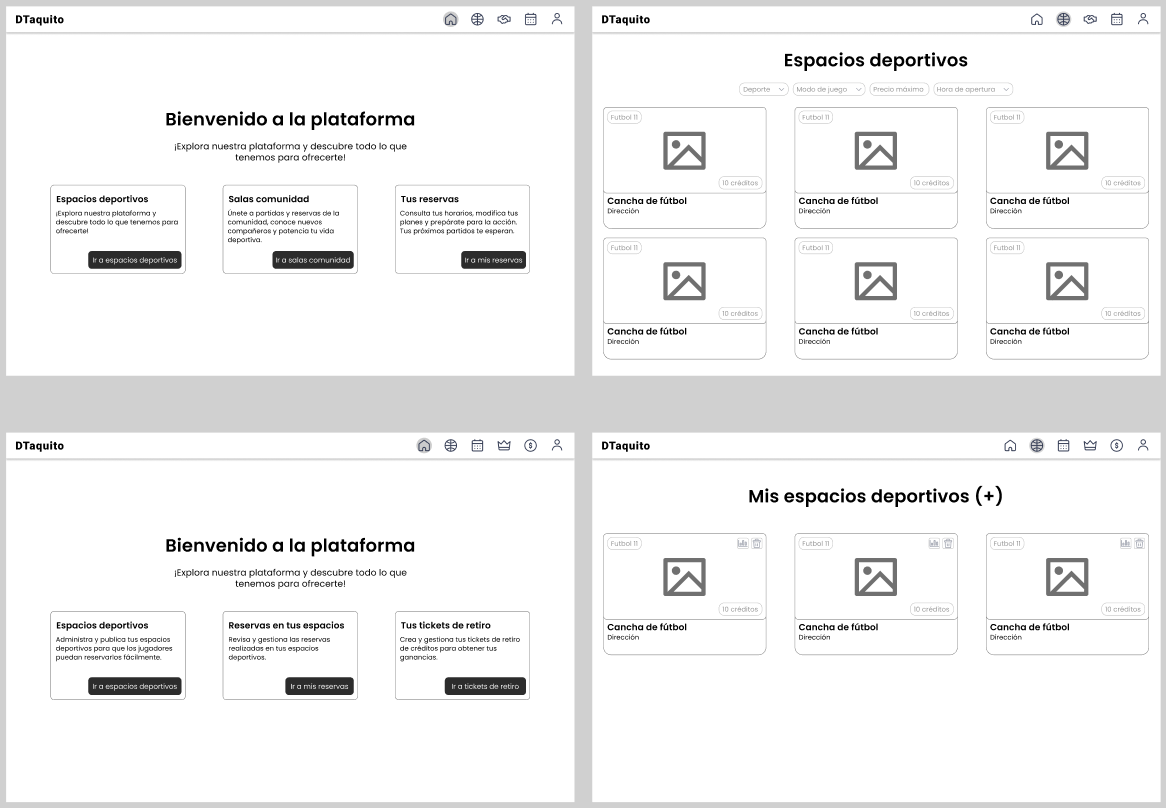 DTaquito
Bienvenido a la plataforma
¡Explora nuestra plataforma y descubre todo lo que
tenemos para ofrecerte!
Espacios deportivos
¡Explora nuestra plataforma y
descubre todo lo que tenemos para
ofrecerte!
Ir a espacios deportivos
Salas comunidad
Únete a partidas y reservas de la
comunidad, conoce nuevos
compañeros y potencia tu vida
deportiva.
Ir a salas comunidad
Tus reservas
Consulta tus horarios, modifica tus
planes y prepárate para la acción.
Tus próximos partidos te esperan.
Ir a mis reservas
DTaquito
Espacios deportivos
Deporte
Modo de juego
Precio máximo
Hora de apertura
Futbol 11
10 créditos
Cancha de fútbol
Dirección
Futbol 11
10 créditos
Cancha de fútbol
Dirección
Futbol 11
10 créditos
Cancha de fútbol
Dirección
Futbol 11
10 créditos
Cancha de fútbol
Dirección
Futbol 11
10 créditos
Cancha de fútbol
Dirección
Futbol 11
10 créditos
Cancha de fútbol
Dirección
DTaquito
$
Bienvenido a la plataforma
¡Explora nuestra plataforma y descubre todo lo que
tenemos para ofrecerte!
Espacios deportivos
Administra y publica tus espacios
deportivos para que los jugadores
puedan reservarlos fácilmente.
Ir a espacios deportivos
Reservas en tus espacios
Revisa y gestiona las reservas
realizadas en tus espacios
deportivos.
Ir a mis reservas
Tus tickets de retiro
Crea y gestiona tus tickets de retiro
de créditos para obtener tus
ganancias.
Ir a tickets de retiro
DTaquito
$
Mis espacios deportivos (+)
Futbol 11
10 créditos
Cancha de fútbol
Dirección
Futbol 11
10 créditos
Cancha de fútbol
Dirección
Futbol 11
10 créditos
Cancha de fútbol
Dirección